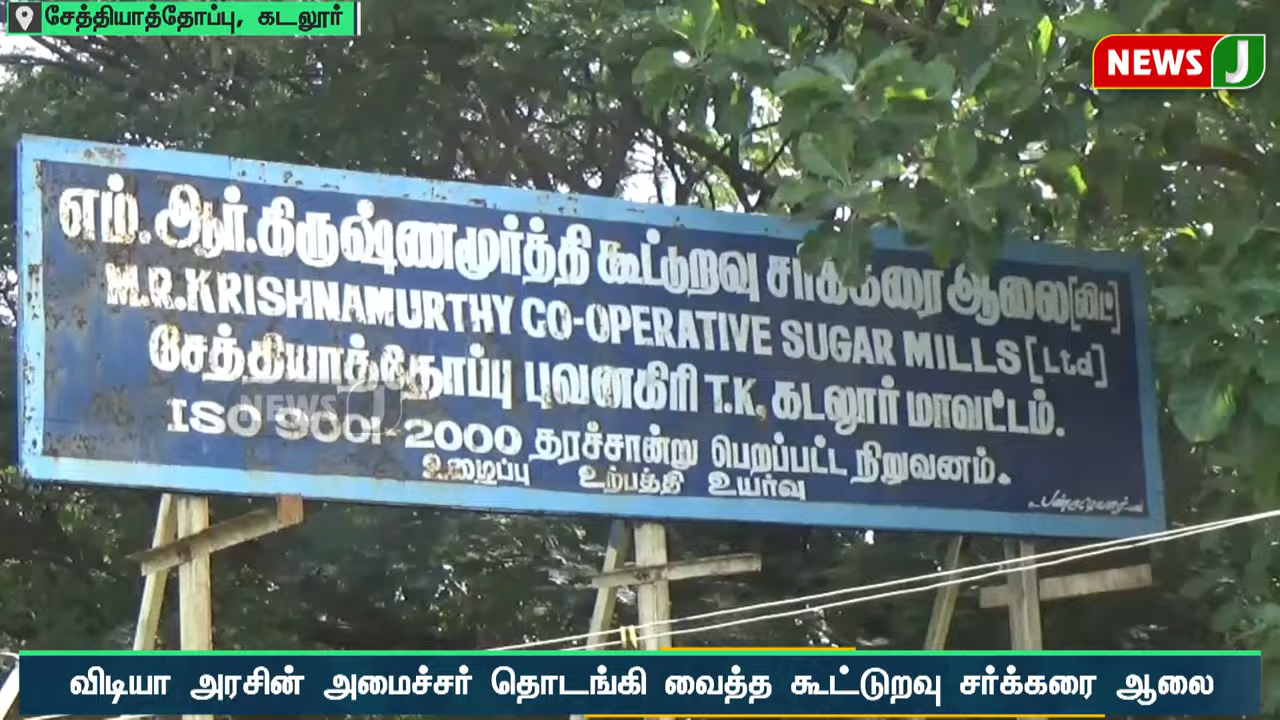 சேத்தியாத்தோப்பு, கடலூர்
NEWS J
எம்.ஆர்.கிருஷ்ணமூர்த்தி கூட்டுறவு சர்க்கரை ஆலை[லிட்]
M.R.KRISHNAMURTHY CO-OPERATIVE SUGAR MILLS [Ltd]
சேத்தியாத்தோப்பு புவனகிரி T.K, கடலூர் மாவட்டம்.
ISO 9001-2000 தரச்சான்று பெறப்பட்ட நிறுவனம்.
உழைப்பு உற்பத்தி உயர்வு
NEWS J
விடியா அரசின் அமைச்சர் தொடங்கி வைத்த கூட்டுறவு சர்க்கரை ஆலை